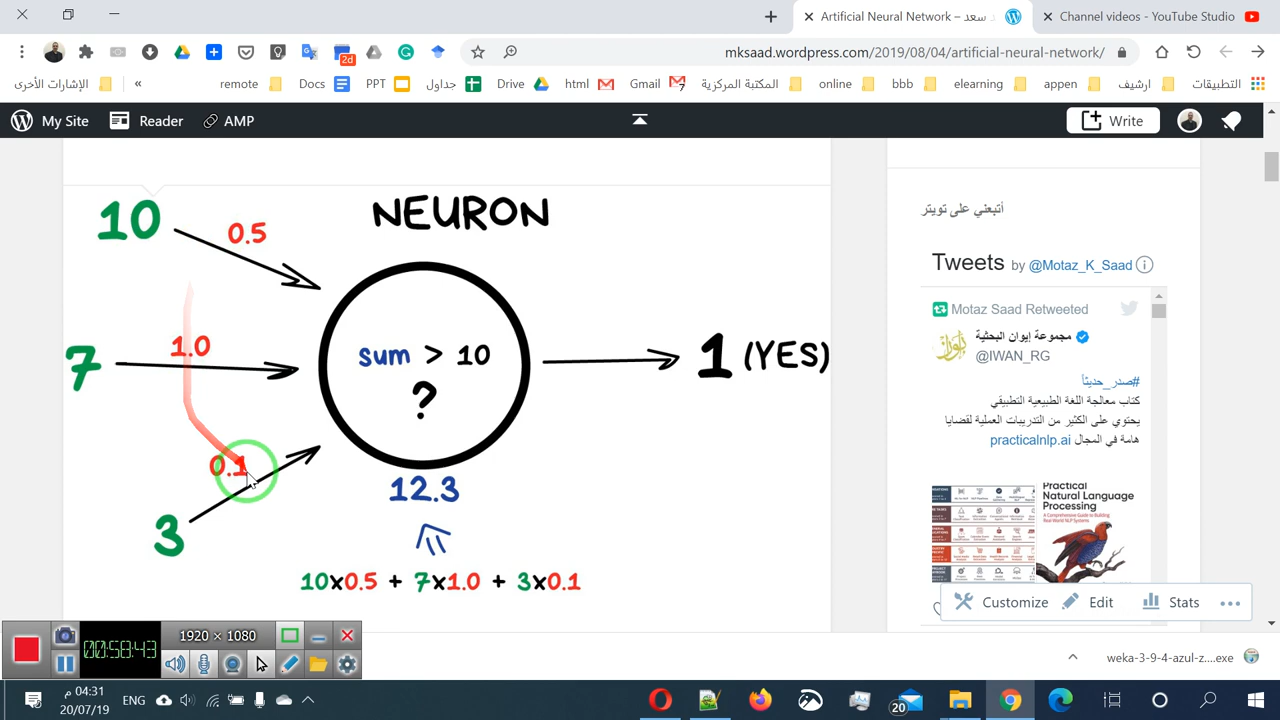 Artificial Neural Network – د. سعد
Channel videos - YouTube Studio
mksaad.wordpress.com/2019/08/04/artificial-neural-network/
2d
الإشارات الأخرى
«
remote
Docs
PPT
جداول
Drive
html
Gmail
المكتبة المركزية
online
bbb
elearning
appen
ارشيف
التطبيقات
My Site
Reader
AMP
Write
NEURON
10
0.5
7
1.0
sum > 10
?
1 (YES)
0.1
3
12.3
10x0.5 + 7x1.0 + 3x0.1
أتبعني على تويتر
Tweets by @Motaz_K_Saad
Motaz Saad Retweeted
مجموعة إيوان البحثية
@IWAN_RG
#صدر_حديثاً
كتاب معالجة اللغة الطبيعية التطبيقي
يحتوي على الكثير من التدريبات العملية لقضايا
هامة في المجال practicalnlp.ai
Practical
Natural Language
Processing
Customize
Edit
Stats
1920 × 1080
00:58:43
weka-3-9-4-azul-z....exe
04:31 م
20/07/19
ENG
20